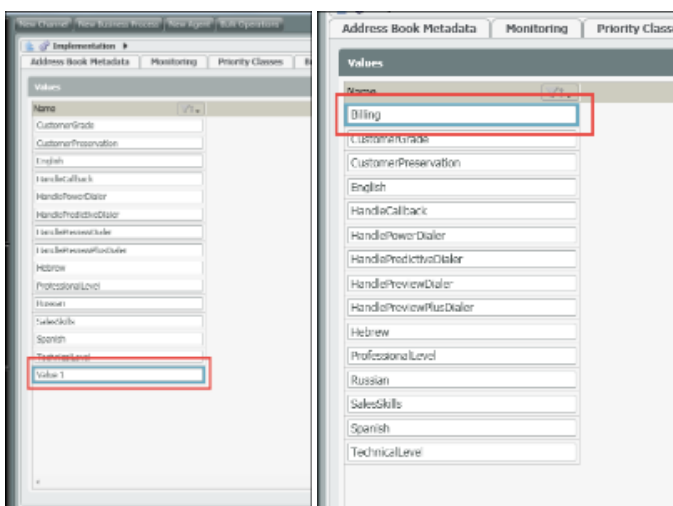 New Channel New Business Process New Agent Bulk Operations
Implementation
Address Book Metadata Monitoring Priority Classes
Values
Name
CustomerGrade
CustomerPreservation
English
HandleCallback
HandlePowerDialer
HandlePredictiveDialer
HandlePreviewDialer
HandlePreviewPlusDialer
Hebrew
ProfessionalLevel
Russian
SalesSkills
Spanish
TechnicalLevel
Value 1
Address Book Metadata Monitoring Priority Class
Values
Name
Billing
CustomerGrade
CustomerPreservation
English
HandleCallback
HandlePowerDialer
HandlePredictiveDialer
HandlePreviewDialer
HandlePreviewPlusDialer
Hebrew
ProfessionalLevel
Russian
SalesSkills
Spanish
TechnicalLevel